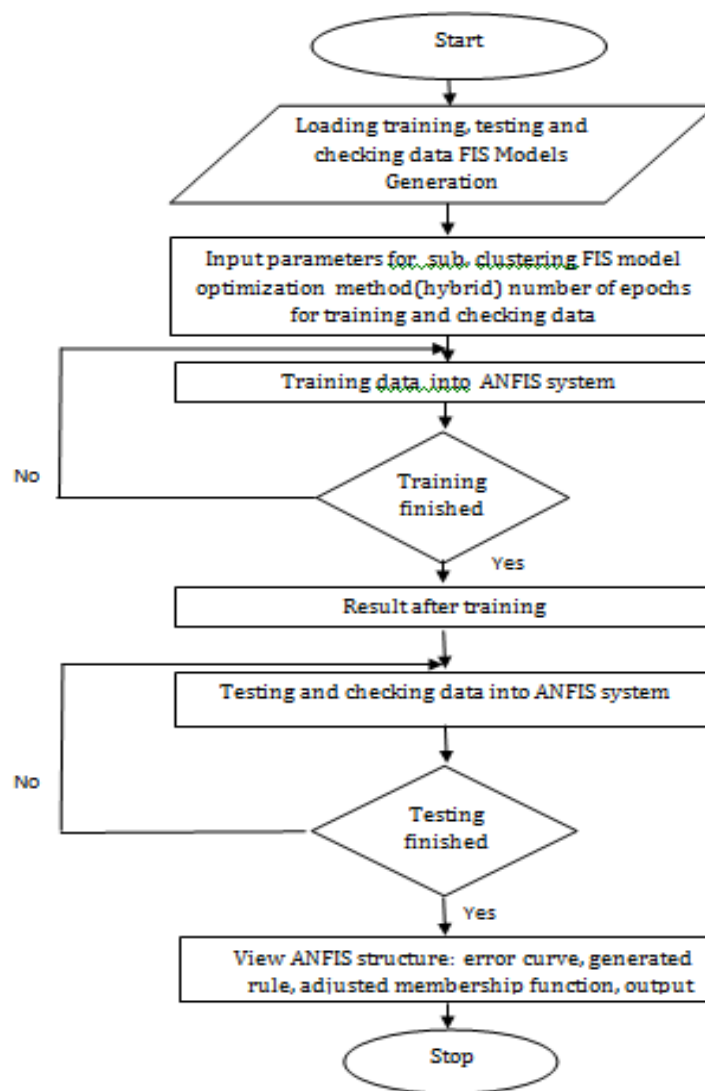 Start
Loading training, testing and
checking data FIS Models
Generation
Input parameters for sub. clustering FIS model
optimization method(hybrid) number of epochs
for training and checking data
Training data into ANFIS system
No
Training
finished
Yes
Result after training
Testing and checking data into ANFIS system
No
Testing
finished
Yes
View ANFIS structure: error curve, generated
rule, adjusted membership function, output
Stop